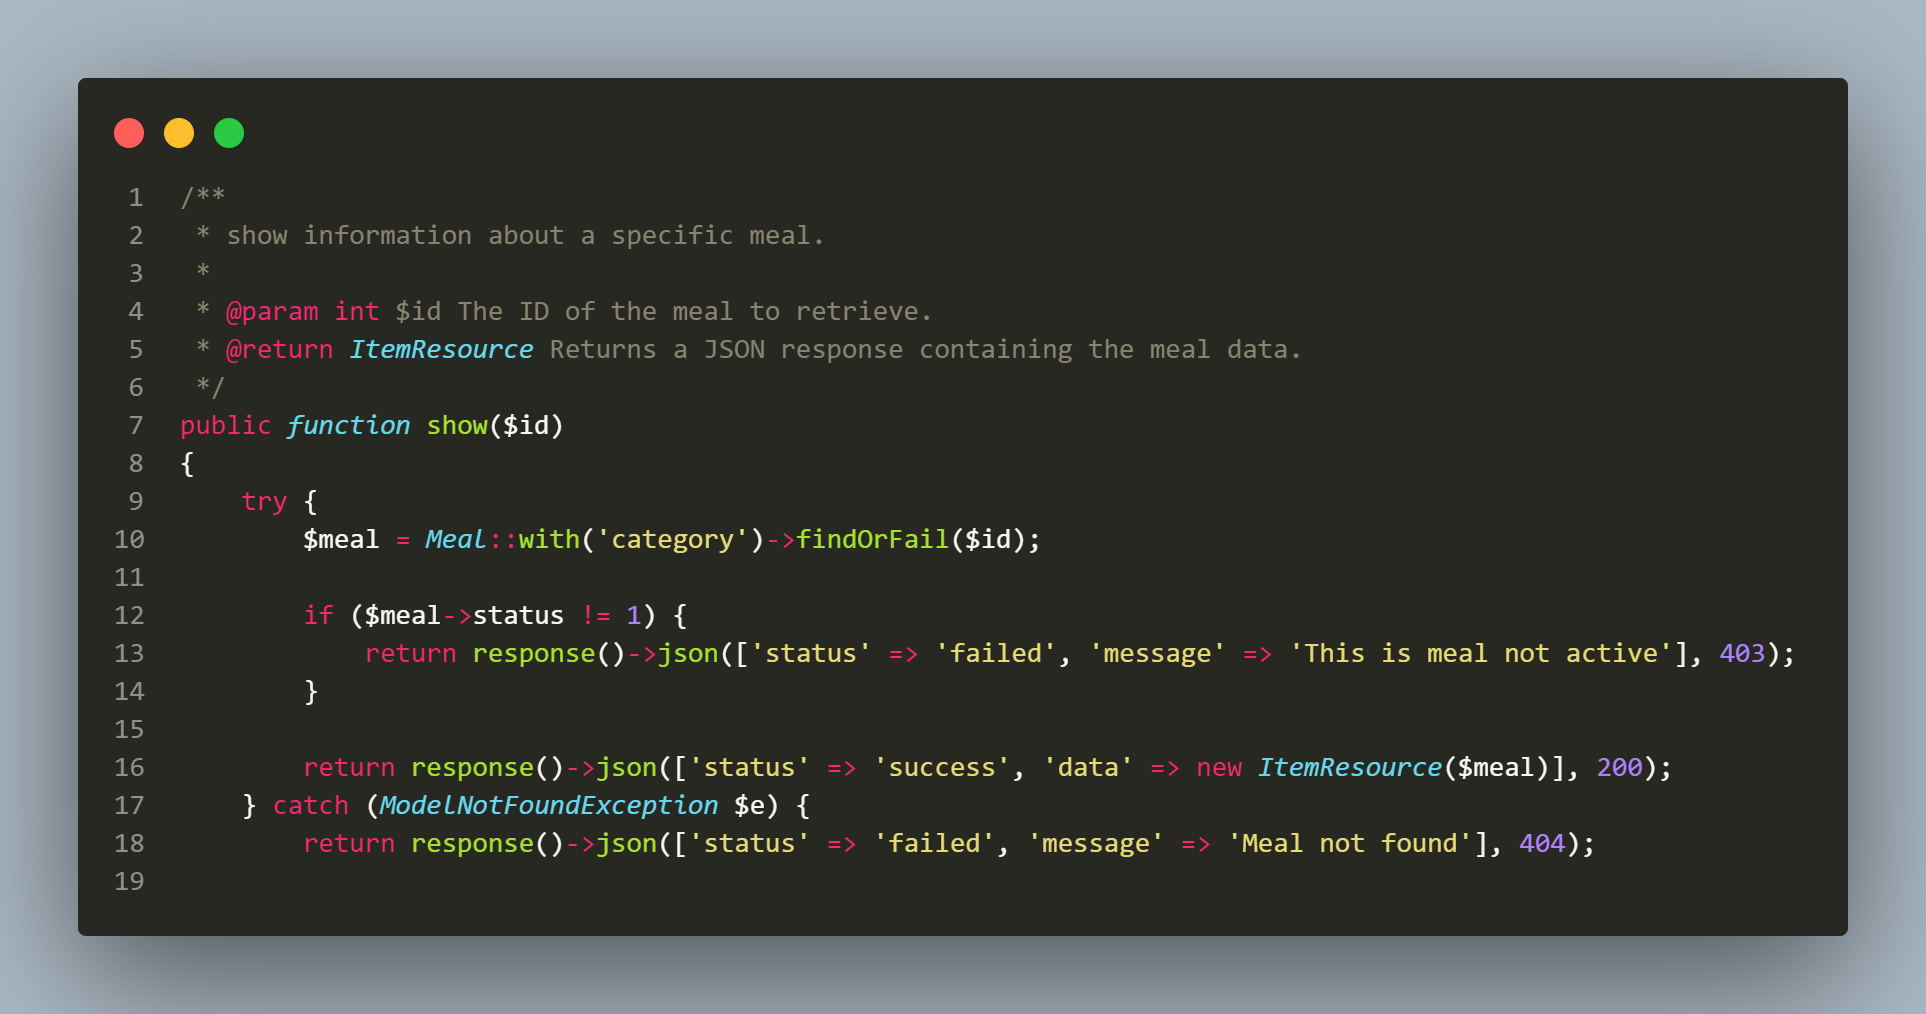 1 /**
2  * show information about a specific meal.
3  *
4  * @param int $id The ID of the meal to retrieve.
5  * @return ItemResource Returns a JSON response containing the meal data.
6  */
7 public function show($id)
8 {
9     try {
10         $meal = Meal::with('category')->findOrFail($id);
11
12         if ($meal->status != 1) {
13             return response()->json(['status' => 'failed', 'message' => 'This is meal not active'], 403);
14         }
15
16         return response()->json(['status' => 'success', 'data' => new ItemResource($meal)], 200);
17     } catch (ModelNotFoundException $e) {
18         return response()->json(['status' => 'failed', 'message' => 'Meal not found'], 404);
19